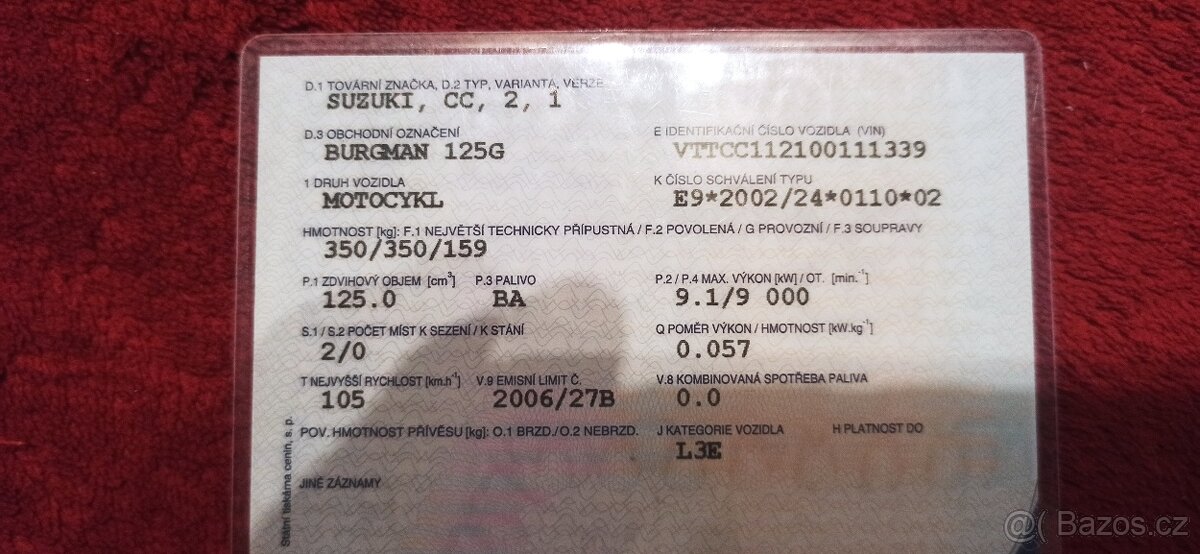 D.1 TOVÁRNÍ ZNAČKA, D.2 TYP, VARIANTA, VERZE
SUZUKI, CC, 2, 1
D.3 OBCHODNÍ OZNAČENÍ
BURGMAN 125G
E IDENTIFIKAČNÍ ČÍSLO VOZIDLA (VIN)
VTTCC112100111339
1 DRUH VOZIDLA
MOTOCYKL
K ČÍSLO SCHVÁLENÍ TYPU
E9*2002/24*0110*02
HMOTNOST [kg]: F.1 NEJVĚTŠÍ TECHNICKY PŘÍPUSTNÁ / F.2 POVOLENÁ / G PROVOZNÍ / F.3 SOUPRAVY
350/350/159
P.1 ZDVIHOVÝ OBJEM [cm³] P.3 PALIVO P.2 / P.4 MAX. VÝKON [kW] / OT. [min.⁻¹]
125.0 BA 9.1/9 000
S.1 / S.2 POČET MÍST K SEZENÍ / K STÁNÍ Q POMĚR VÝKON / HMOTNOST [kW.kg⁻¹]
2/0 0.057
T NEJVYŠŠÍ RYCHLOST [km.h⁻¹] V.9 EMISNÍ LIMIT Č. V.8 KOMBINOVANÁ SPOTŘEBA PALIVA
105 2006/27B 0.0
POV. HMOTNOST PŘÍVĚSU [kg]: O.1 BRZD./O.2 NEBRZD. J KATEGORIE VOZIDLA H PLATNOST DO
L3E
JINÉ ZÁZNAMY
Státní tiskárna cenin, s. p.
@( Bazos.cz